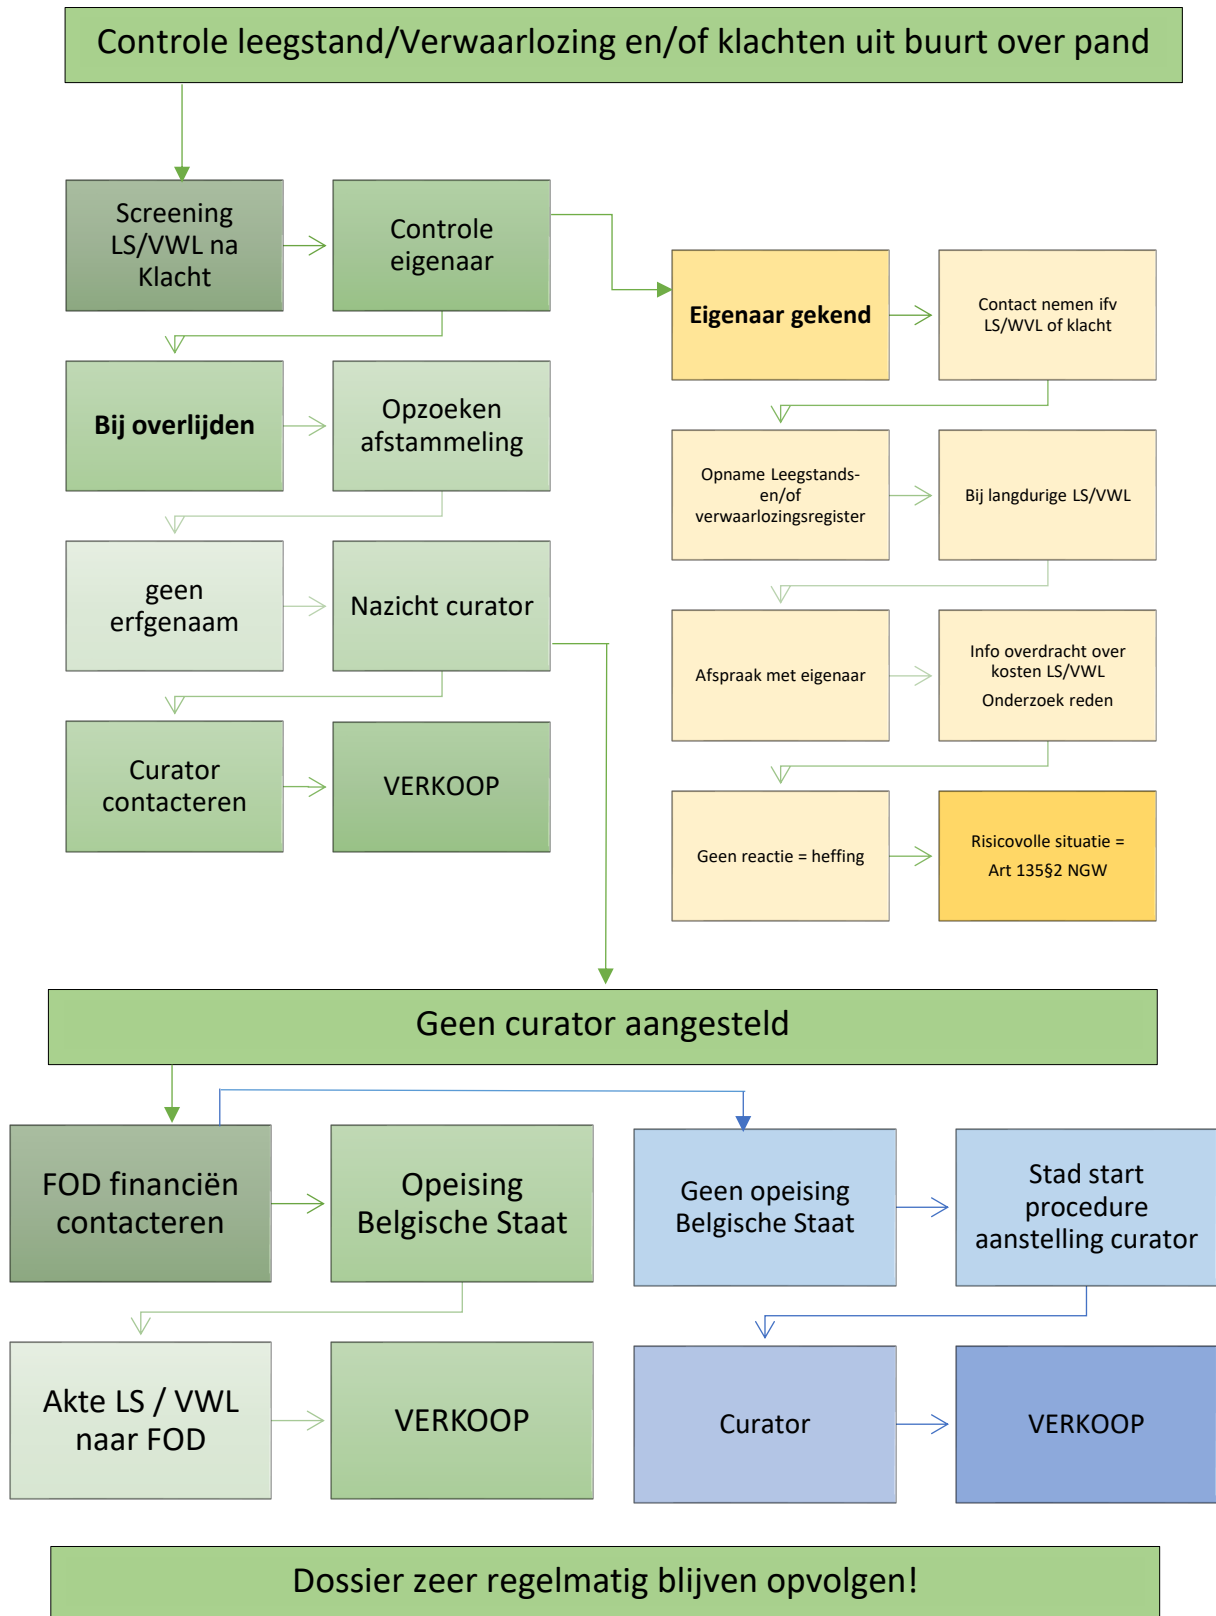 Controle leegstand/Verwaarlozing en/of klachten uit buurt over pand
Screening
LS/VWL na
Klacht
Controle
eigenaar
Eigenaar gekend
Contact nemen ifv
LS/WVL of klacht
Bij overlijden
Opzoeken
afstammeling
Opname Leegstands-
en/of
verwaarlozingsregister
Bij langdurige LS/VWL
geen
erfgenaam
Nazicht curator
Afspraak met eigenaar
Info overdracht over
kosten LS/VWL
Onderzoek reden
Curator
contacteren
VERKOOP
Geen reactie = heffing
Risicovolle situatie =
Art 135§2 NGW
Geen curator aangesteld
FOD financiën
contacteren
Opeising
Belgische Staat
Geen opeising
Belgische Staat
Stad start
procedure
aanstelling curator
Akte LS / VWL
naar FOD
VERKOOP
Curator
VERKOOP
Dossier zeer regelmatig blijven opvolgen!